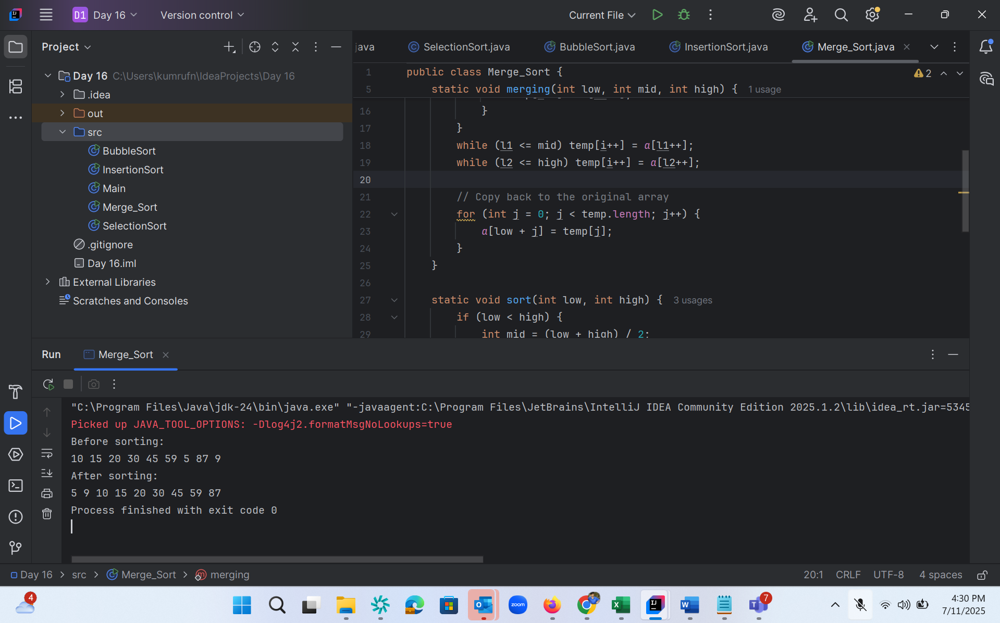 D1 Day 16 Version control Current File
Project
Day 16 C:\Users\kumrufn\IdeaProjects\Day 16
.idea
out
src
BubbleSort
InsertionSort
Main
Merge_Sort
SelectionSort
.gitignore
Day 16.iml
External Libraries
Scratches and Consoles
java SelectionSort.java BubbleSort.java InsertionSort.java Merge_Sort.java
1 public class Merge_Sort {
2
5 static void merging(int low, int mid, int high) { 1 usage
16 }
17 }
18 while (l1 <= mid) temp[i++] = a[l1++];
19 while (l2 <= high) temp[i++] = a[l2++];
20
21 // Copy back to the original array
22 for (int j = 0; j < temp.length; j++) {
23 a[low + j] = temp[j];
24 }
25 }
26
27 static void sort(int low, int high) { 3 usages
28 if (low < high) {
29 int mid = (low + high) / 2;
Run Merge_Sort
"C:\Program Files\Java\jdk-24\bin\java.exe" "-javaagent:C:\Program Files\JetBrains\IntelliJ IDEA Community Edition 2025.1.2\lib\idea_rt.jar=5345
Picked up JAVA_TOOL_OPTIONS: -Dlog4j2.formatMsgNoLookups=true
Before sorting:
10 15 20 30 45 59 5 87 9
After sorting:
5 9 10 15 20 30 45 59 87
Process finished with exit code 0
Day 16 > src > Merge_Sort > merging
20:1 CRLF UTF-8 4 spaces
4
zoom
7
4:30 PM
7/11/2025